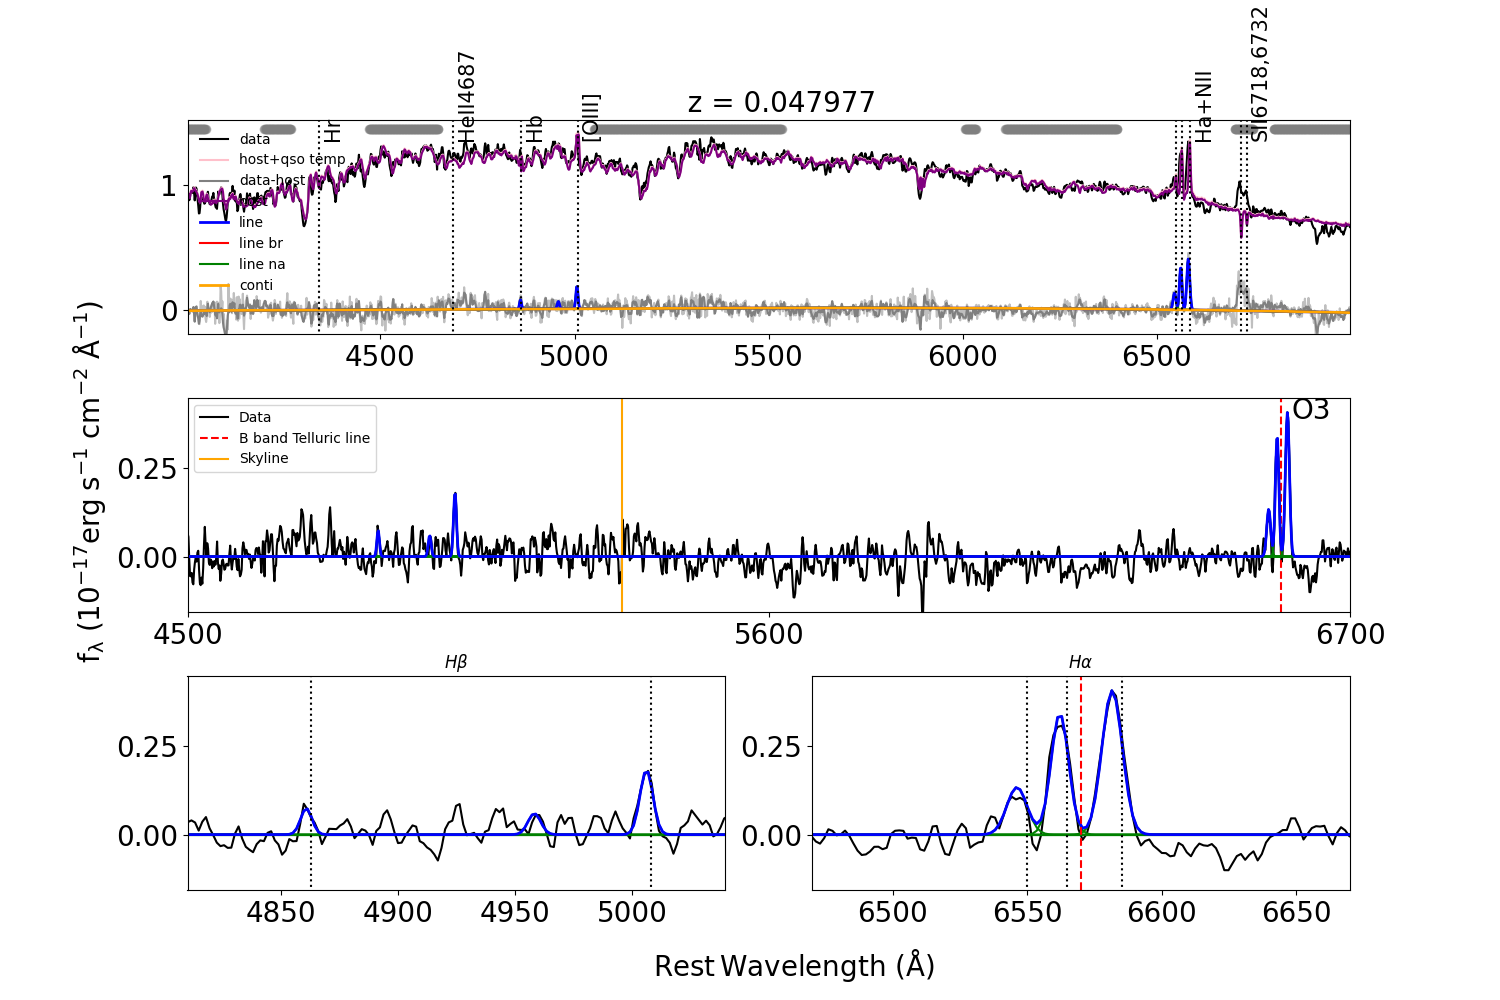 z = 0.047977
Hr
HeII4687
Hb
[OIII]
Ha+NII
SII6718,6732
data
host+qso temp
data-host
line
line br
line na
conti
1
0
4500
5000
5500
6000
6500
Data
B band Telluric line
Skyline
O3
0.25
0.00
4500
5600
6700
fλ (10⁻¹⁷erg s⁻¹ cm⁻² Å⁻¹)
Hβ
0.25
0.00
4850
4900
4950
5000
Hα
0.25
0.00
6500
6550
6600
6650
Rest Wavelength (Å)